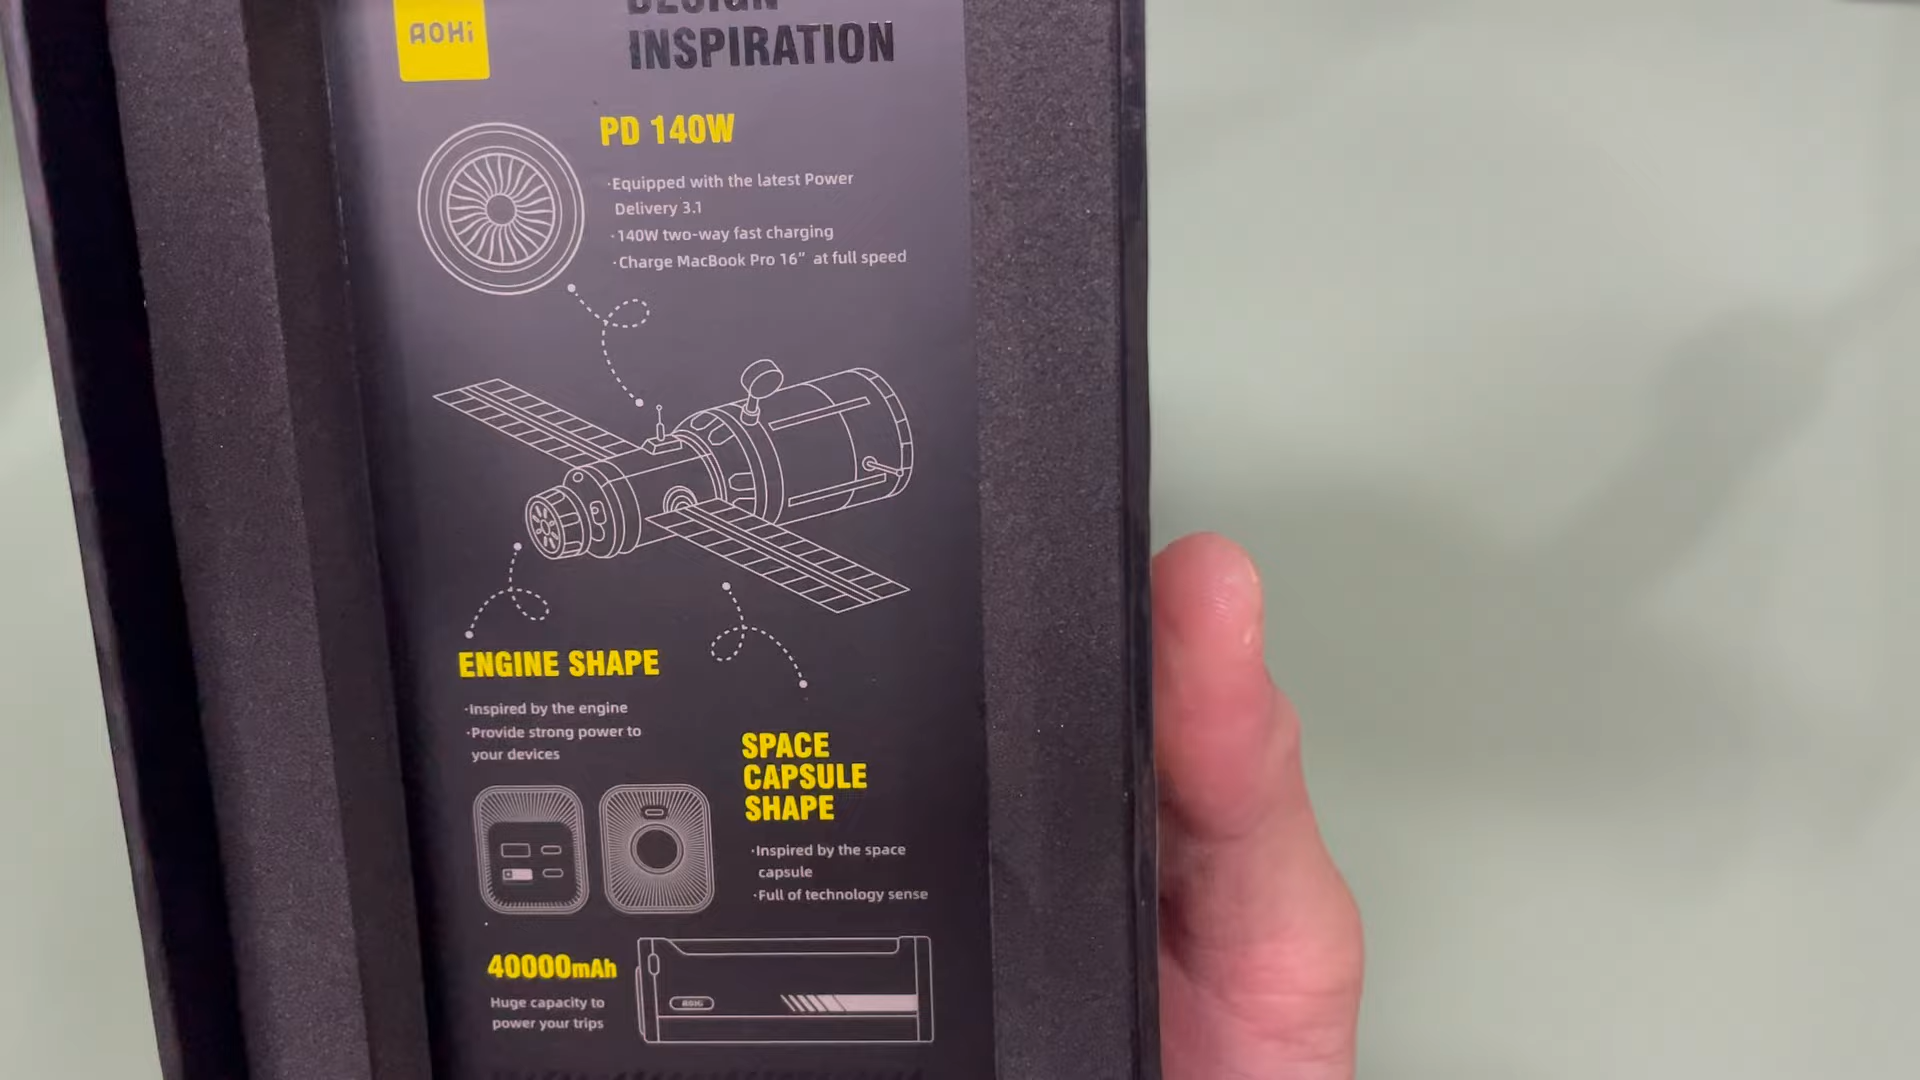 AOHi
DESIGN
INSPIRATION
PD 140W
·Equipped with the latest Power
Delivery 3.1
·140W two-way fast charging
·Charge MacBook Pro 16" at full speed
ENGINE SHAPE
·Inspired by the engine
·Provide strong power to
your devices
SPACE
CAPSULE
SHAPE
·Inspired by the space
capsule
·Full of technology sense
40000mAh
Huge capacity to
power your trips
AOHi